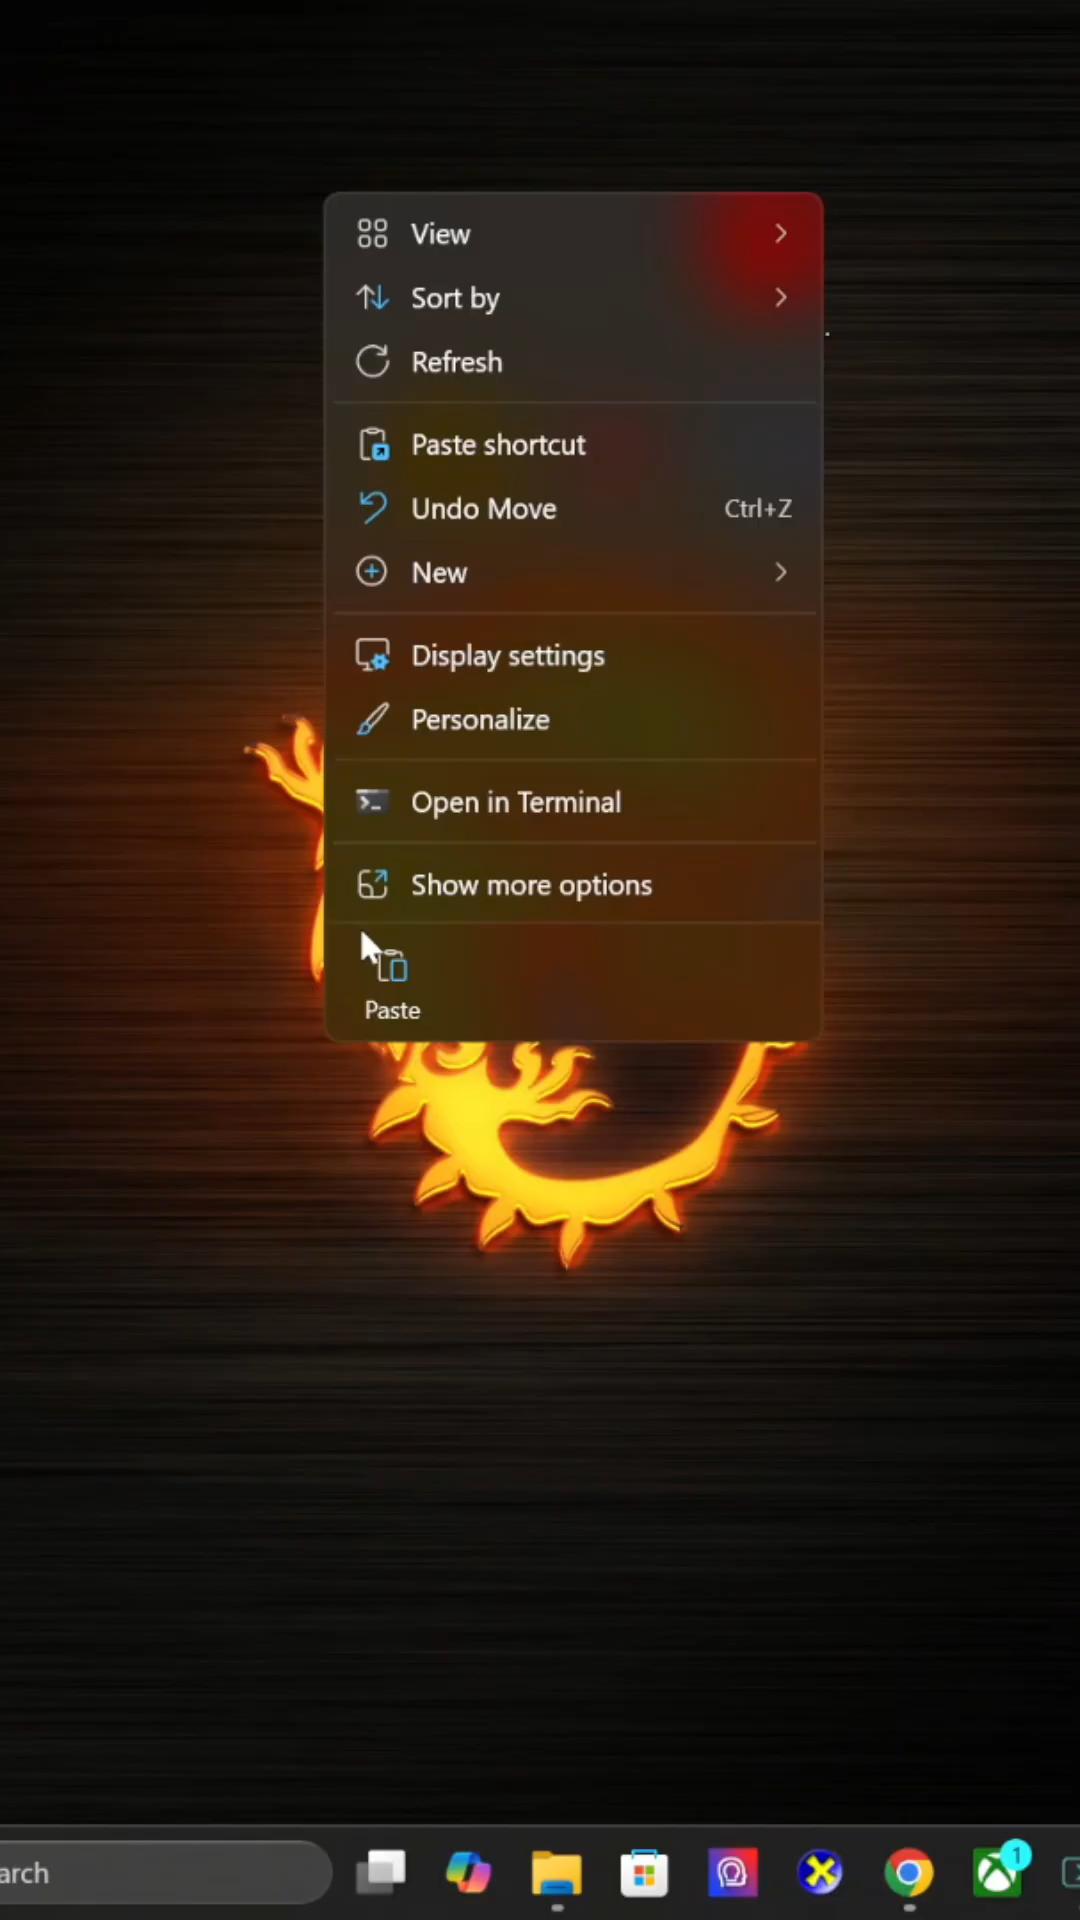 View
Sort by
Refresh
Paste shortcut
Undo Move Ctrl+Z
New
Display settings
Personalize
Open in Terminal
Show more options
Paste
arch
1